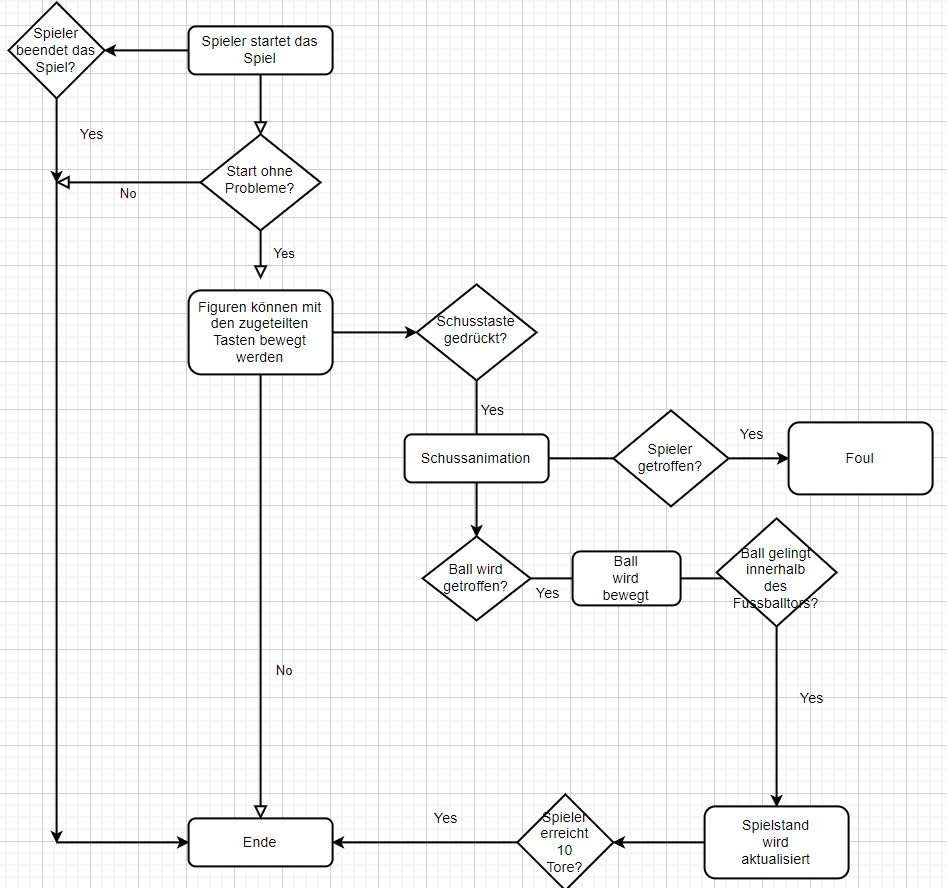 Spieler
beendet das
Spiel?
Spieler startet das
Spiel
Yes
Start ohne
Probleme?
No
Yes
Figuren können mit
den zugeteilten
Tasten bewegt
werden
Schusstaste
gedrückt?
Yes
Schussanimation
Spieler
getroffen?
Yes
Foul
Ball wird
getroffen?
Yes
Ball
wird
bewegt
Ball gelingt
innerhalb
des
Fussballtors?
No
Yes
Ende
Yes
Spieler
erreicht
10
Tore?
Spielstand
wird
aktualisiert